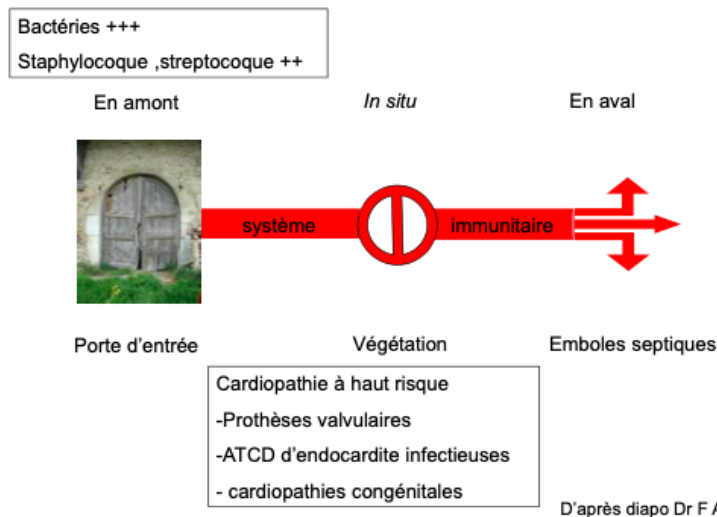 Bactéries +++
Staphylocoque ,streptocoque ++
En amont In situ En aval
système immunitaire
Porte d'entrée Végétation Emboles septiques
Cardiopathie à haut risque
-Prothèses valvulaires
-ATCD d'endocardite infectieuses
- cardiopathies congénitales
D'après diapo Dr F A